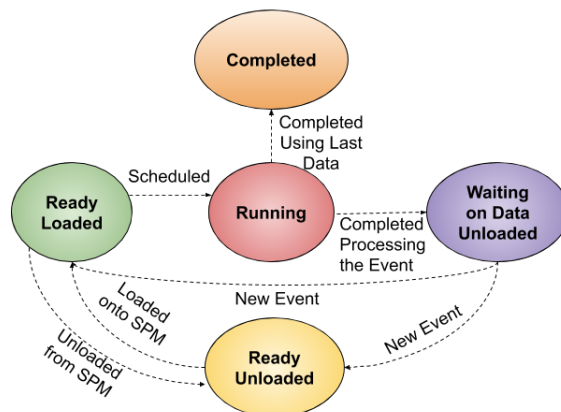 Completed
Completed
Using Last
Data
Scheduled
Ready
Loaded
Running
Waiting
on Data
Unloaded
Completed
Processing
the Event
New Event
Loaded
onto SPM
Unloaded
from SPM
New Event
Ready
Unloaded